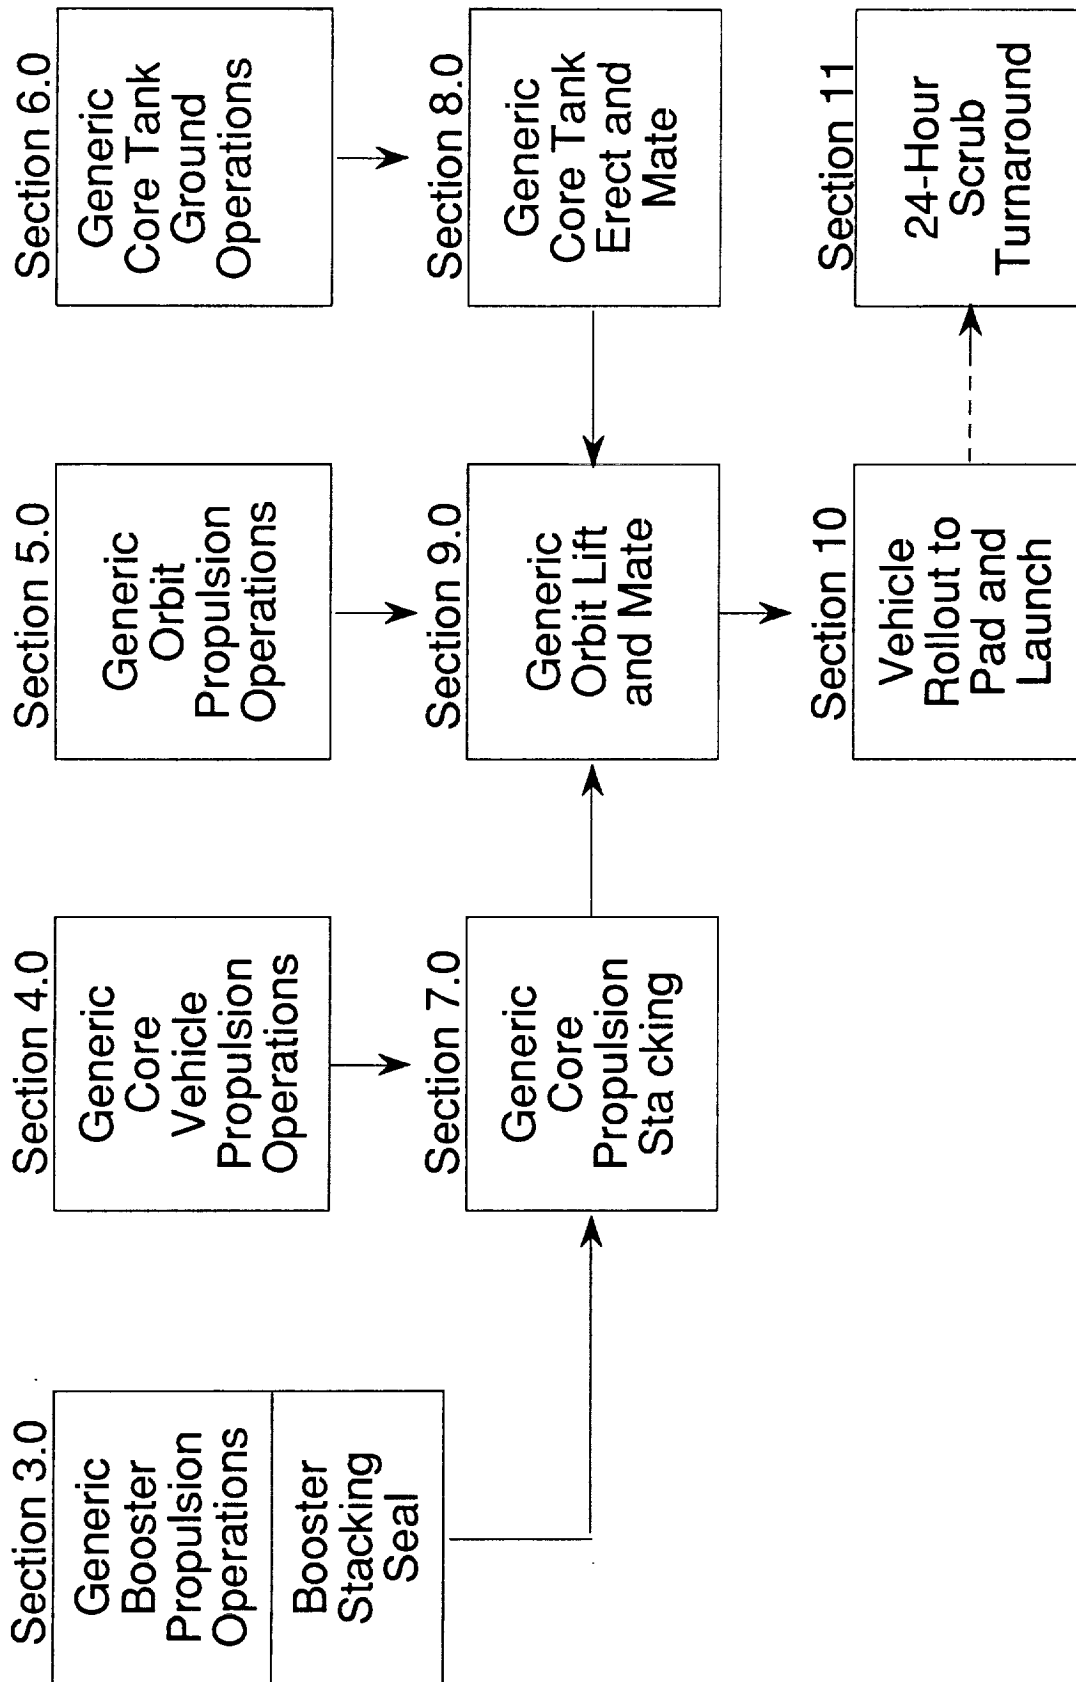 Section 3.0
Generic
Booster
Propulsion
Operations
Booster
Stacking
Seal
Section 4.0
Generic
Core
Vehicle
Propulsion
Operations
Section 5.0
Generic
Orbit
Propulsion
Operations
Section 6.0
Generic
Core Tank
Ground
Operations
Section 7.0
Generic
Core
Propulsion
Sta cking
Section 9.0
Generic
Orbit Lift
and Mate
Section 8.0
Generic
Core Tank
Erect and
Mate
Section 10
Vehicle
Rollout to
Pad and
Launch
Section 11
24-Hour
Scrub
Turnaround